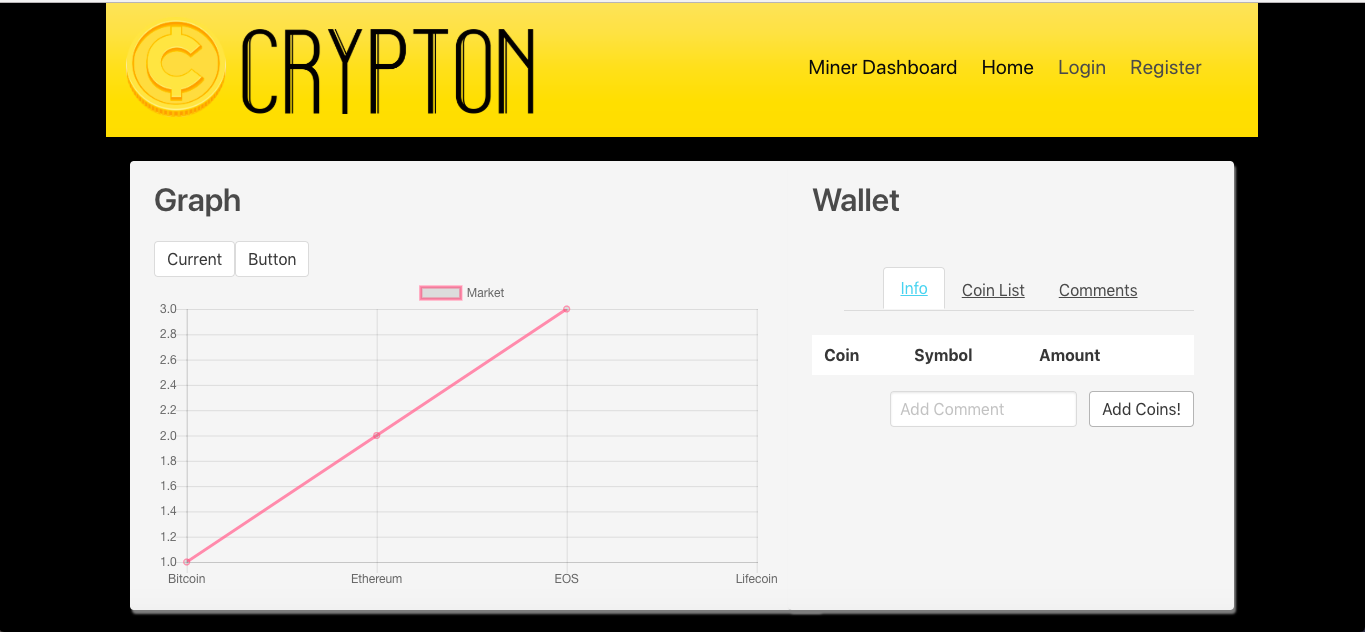 CRYPTON
Miner Dashboard Home Login Register
Graph
Wallet
Current Button
Info Coin List Comments
Market
3.0
2.8
2.6
2.4
2.2
2.0
1.8
1.6
1.4
1.2
1.0
Bitcoin Ethereum EOS Lifecoin
Coin Symbol Amount
Add Comment Add Coins!